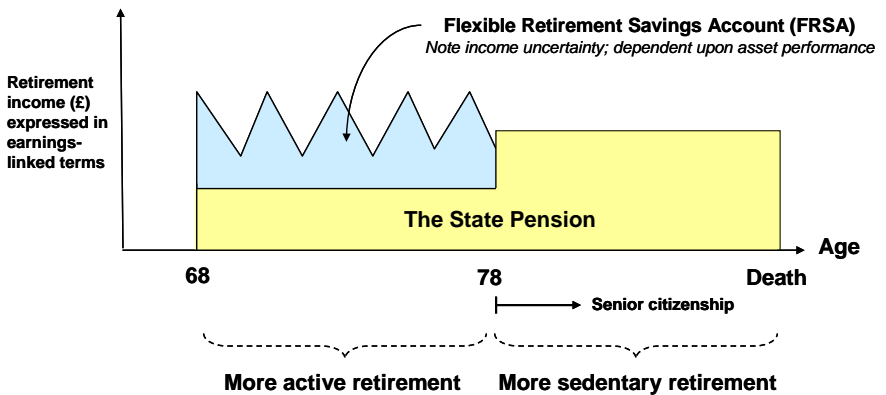 Flexible Retirement Savings Account (FRSA)
Note income uncertainty; dependent upon asset performance
Retirement
income (£)
expressed in
earnings-
linked terms
The State Pension
Age
68
78
Death
Senior citizenship
More active retirement
More sedentary retirement